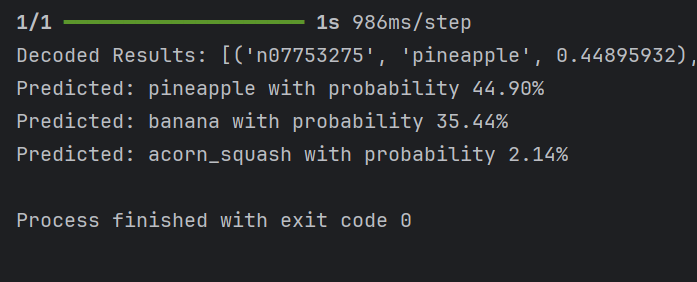 1/1 ━━━━━━━━━━━━━━━━━━━━ 1s 986ms/step
Decoded Results: [('n07753275', 'pineapple', 0.44895932),
Predicted: pineapple with probability 44.90%
Predicted: banana with probability 35.44%
Predicted: acorn_squash with probability 2.14%
Process finished with exit code 0